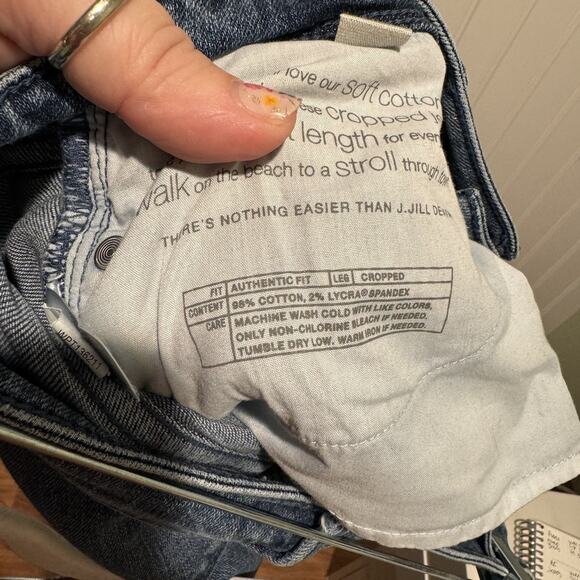 love our soft cotton
ese cropped
length for ever
walk on the beach to a stroll through
THERE'S NOTHING EASIER THAN J.JILL DENIM
FIT AUTHENTIC FIT LEG CROPPED
CONTENT 98% COTTON, 2% LYCRA® SPANDEX
CARE MACHINE WASH COLD WITH LIKE COLORS,
ONLY NON-CHLORINE BLEACH IF NEEDED.
TUMBLE DRY LOW. WARM IRON IF NEEDED.